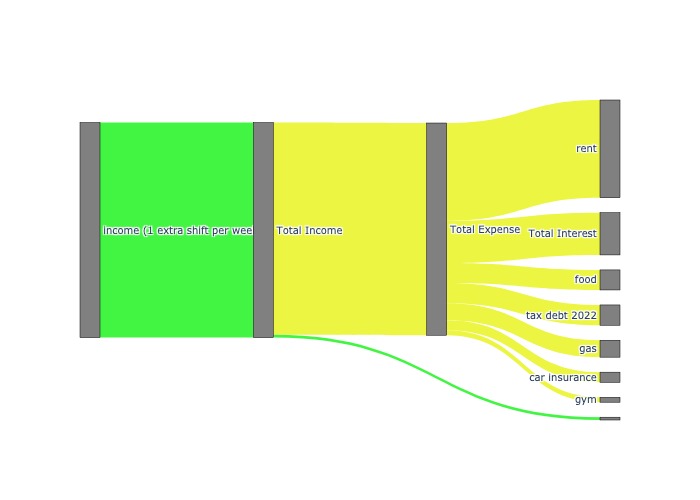 income (1 extra shift per wee
Total Income
Total Expense
rent
Total Interest
food
tax debt 2022
gas
car insurance
gym